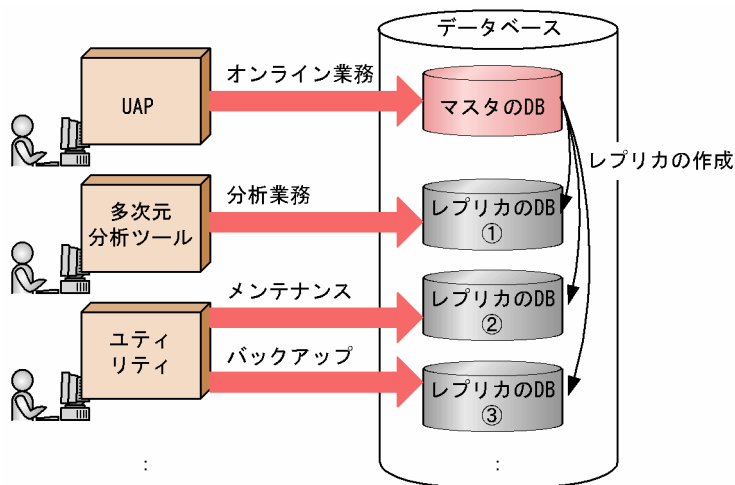 データベース
オンライン業務
UAP
マスタのDB
レプリカの作成
分析業務
多次元
分析ツール
レプリカのDB
①
メンテナンス
レプリカのDB
②
ユティ
リティ
バックアップ
レプリカのDB
③
:
: